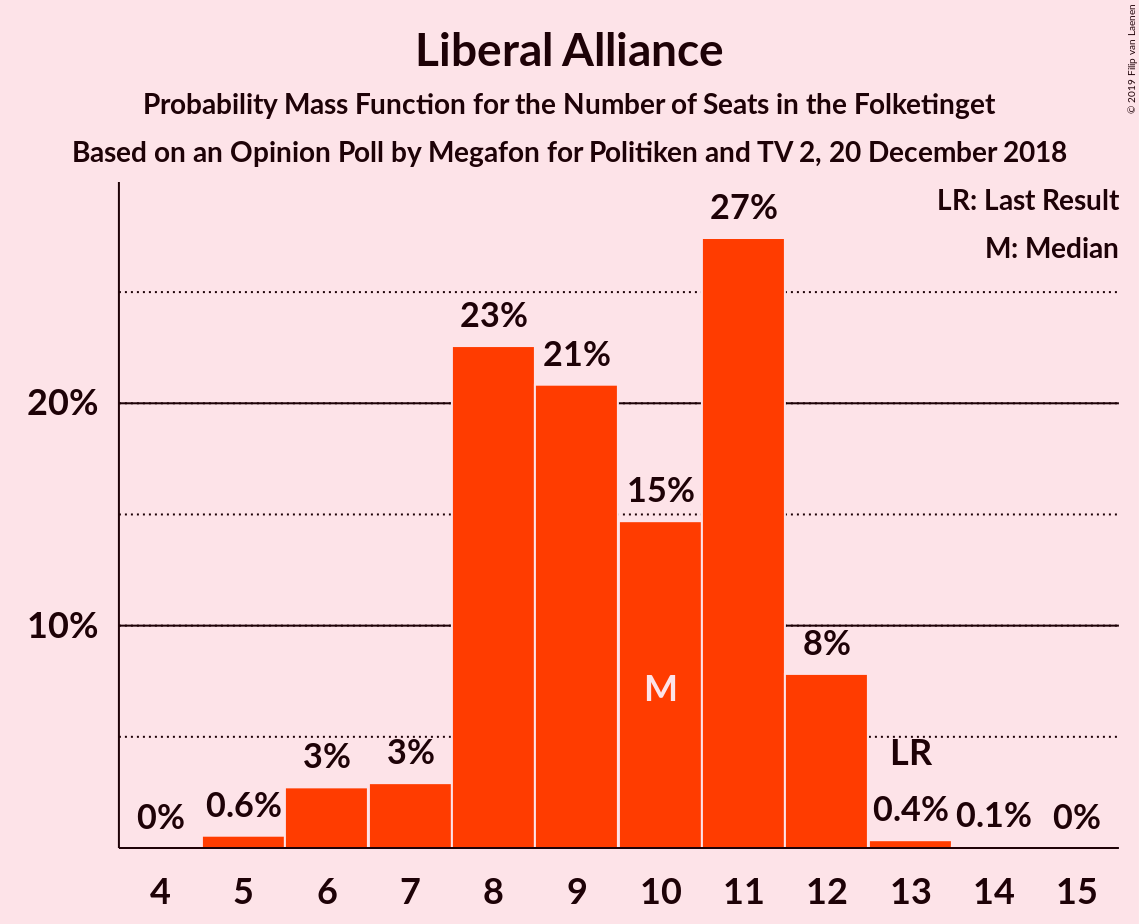 Liberal Alliance
Probability Mass Function for the Number of Seats in the Folketinget
Based on an Opinion Poll by Megafon for Politiken and TV 2, 20 December 2018
© 2019 Filip van Laenen
LR: Last Result
M: Median
20%
10%
0%
0.6%
3%
3%
23%
21%
15%
27%
8%
0.4%
0.1%
0%
M
LR
4 5 6 7 8 9 10 11 12 13 14 15